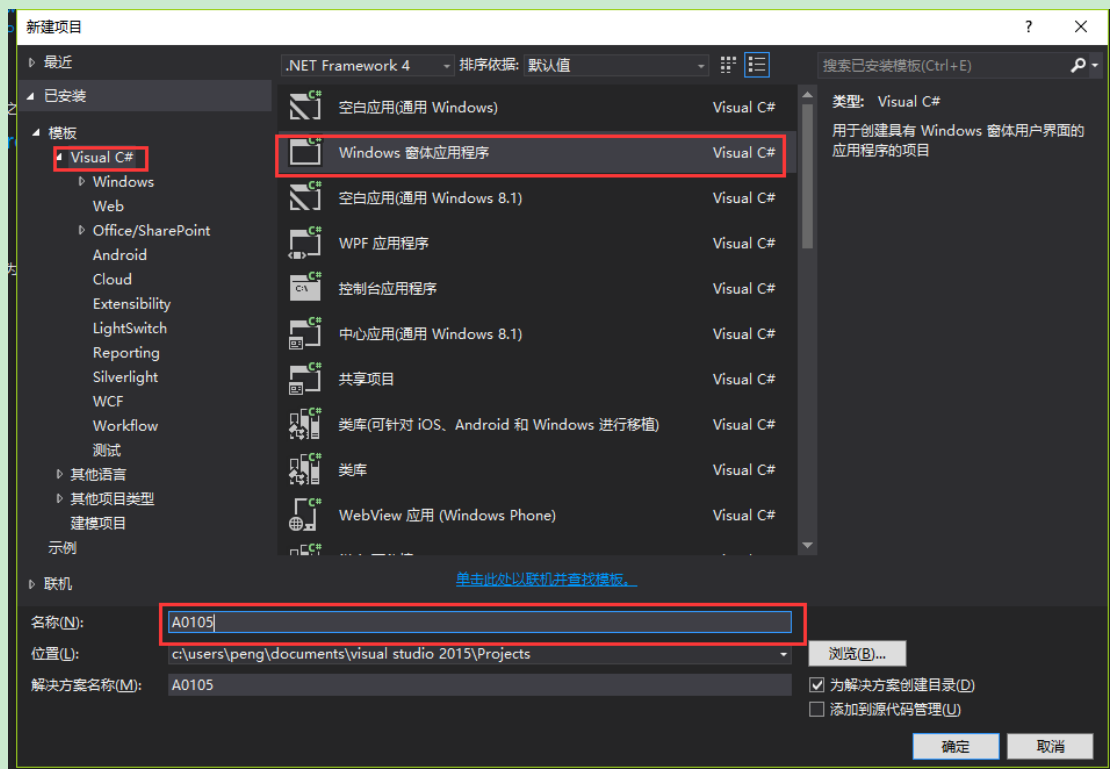 新建项目
? ×
最近
.NET Framework 4 排序依据: 默认值
搜索已安装模板(Ctrl+E)
已安装
模板
Visual C#
Windows
Web
Office/SharePoint
Android
Cloud
Extensibility
LightSwitch
Reporting
Silverlight
WCF
Workflow
测试
其他语言
其他项目类型
建模项目
示例
联机
空白应用(通用 Windows) Visual C#
Windows 窗体应用程序 Visual C#
空白应用(通用 Windows 8.1) Visual C#
WPF 应用程序 Visual C#
控制台应用程序 Visual C#
中心应用(通用 Windows 8.1) Visual C#
共享项目 Visual C#
类库(可针对 iOS、Android 和 Windows 进行移植) Visual C#
类库 Visual C#
WebView 应用 (Windows Phone) Visual C#
单击此处以联机并查找模板。
类型: Visual C#
用于创建具有 Windows 窗体用户界面的
应用程序的项目
名称(N): A0105
位置(L): c:\users\peng\documents\visual studio 2015\Projects 浏览(B)...
解决方案名称(M): A0105
为解决方案创建目录(D)
添加到源代码管理(U)
确定 取消